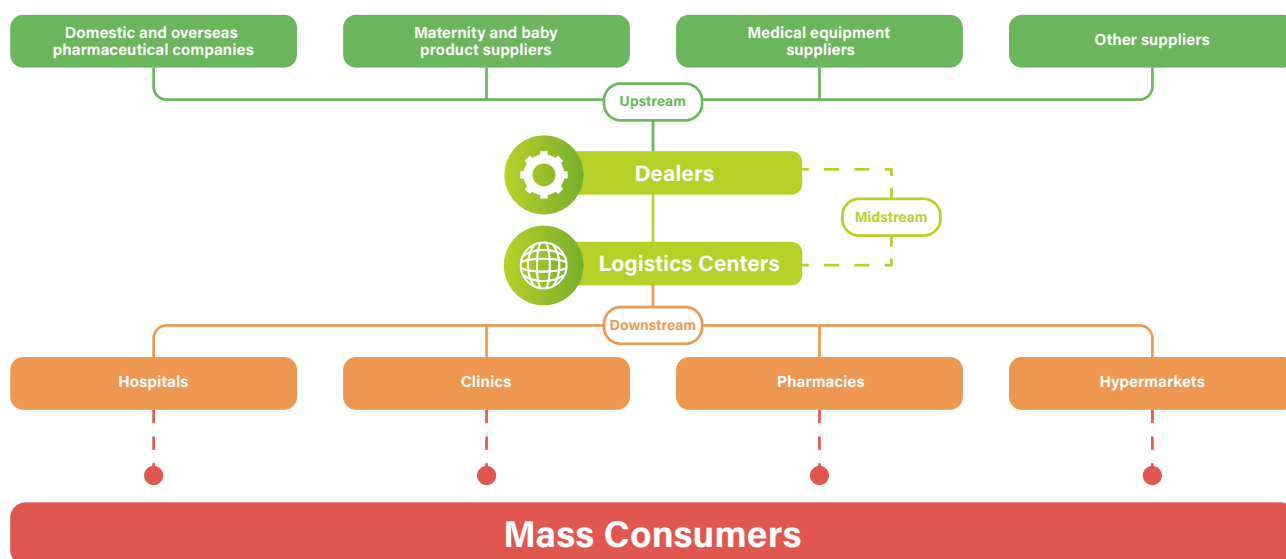 Domestic and overseas
pharmaceutical companies
Maternity and baby
product suppliers
Medical equipment
suppliers
Other suppliers
Upstream
Dealers
Midstream
Logistics Centers
Downstream
Hospitals
Clinics
Pharmacies
Hypermarkets
Mass Consumers